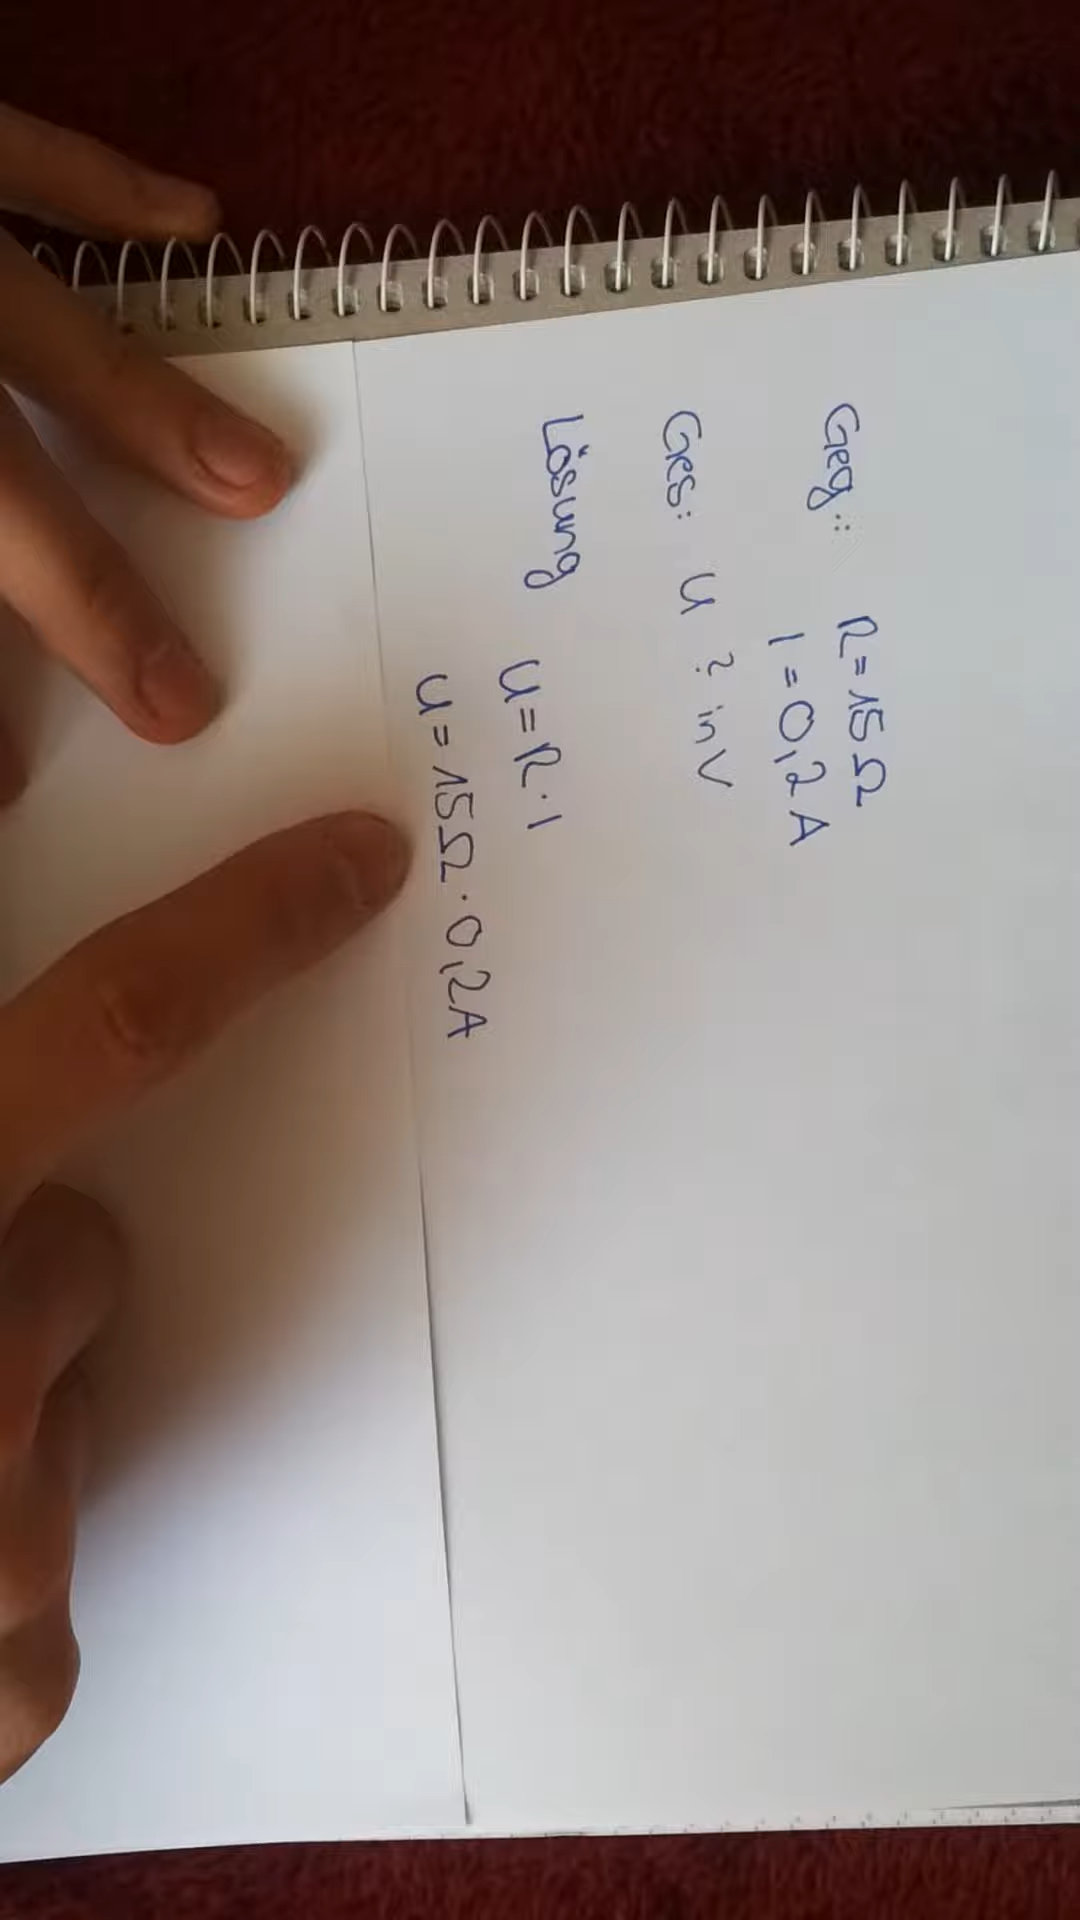 Geg.: R = 15 Ω
I = 0,2 A
Ges: U ? in V
Lösung U = R · I
U = 15 Ω · 0,2 A